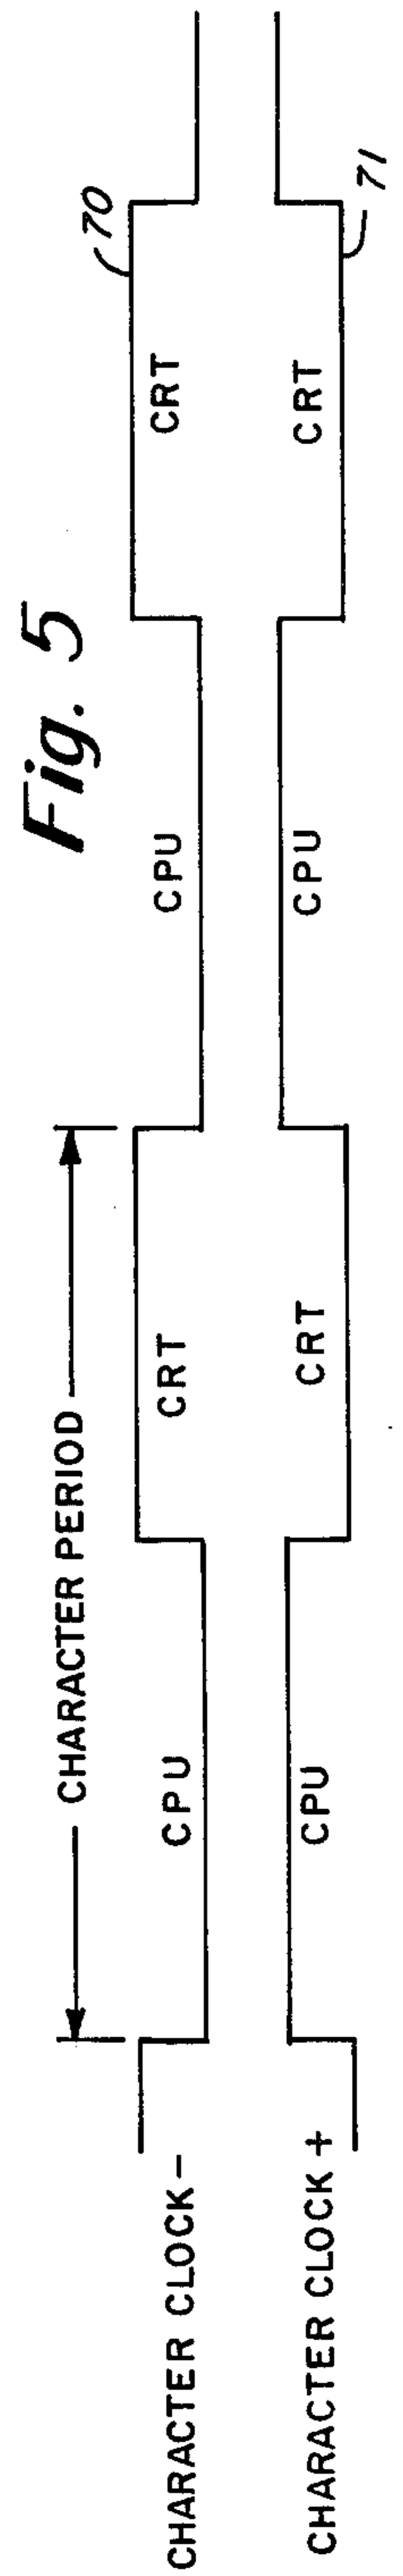 Fig. 5
CHARACTER PERIOD
CHARACTER CLOCK-
CPU
CRT
CPU
CRT
70
CHARACTER CLOCK+
CPU
CRT
CPU
CRT
71